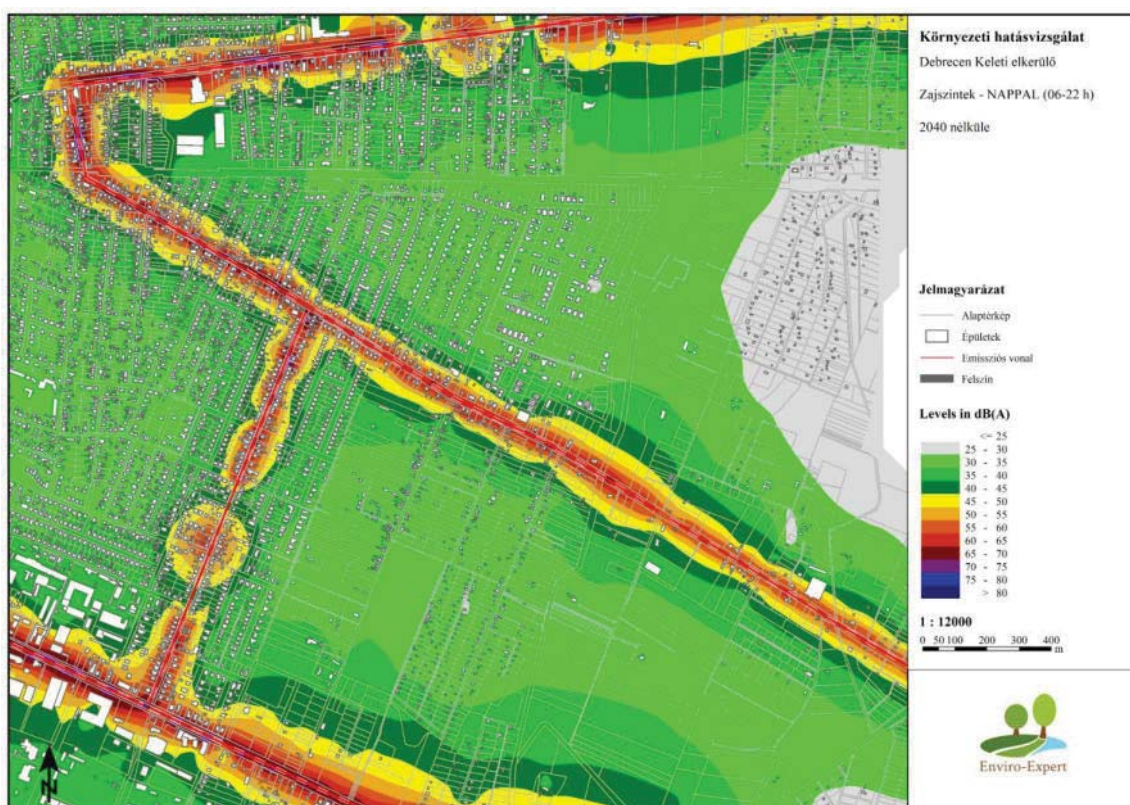 Környezeti hatásvizsgálat
Debrecen Keleti elkerülő
Zajszintek - NAPPAL (06-22 h)
2040 nélküle
Jelmagyarázat
Alaptérkép
Épületek
Emissziós vonal
Felszín
Levels in dB(A)
<= 25
25 - 30
30 - 35
35 - 40
40 - 45
45 - 50
50 - 55
55 - 60
60 - 65
65 - 70
70 - 75
75 - 80
> 80
1 : 12000
0 50 100 200 300 400
m
Enviro-Expert
N